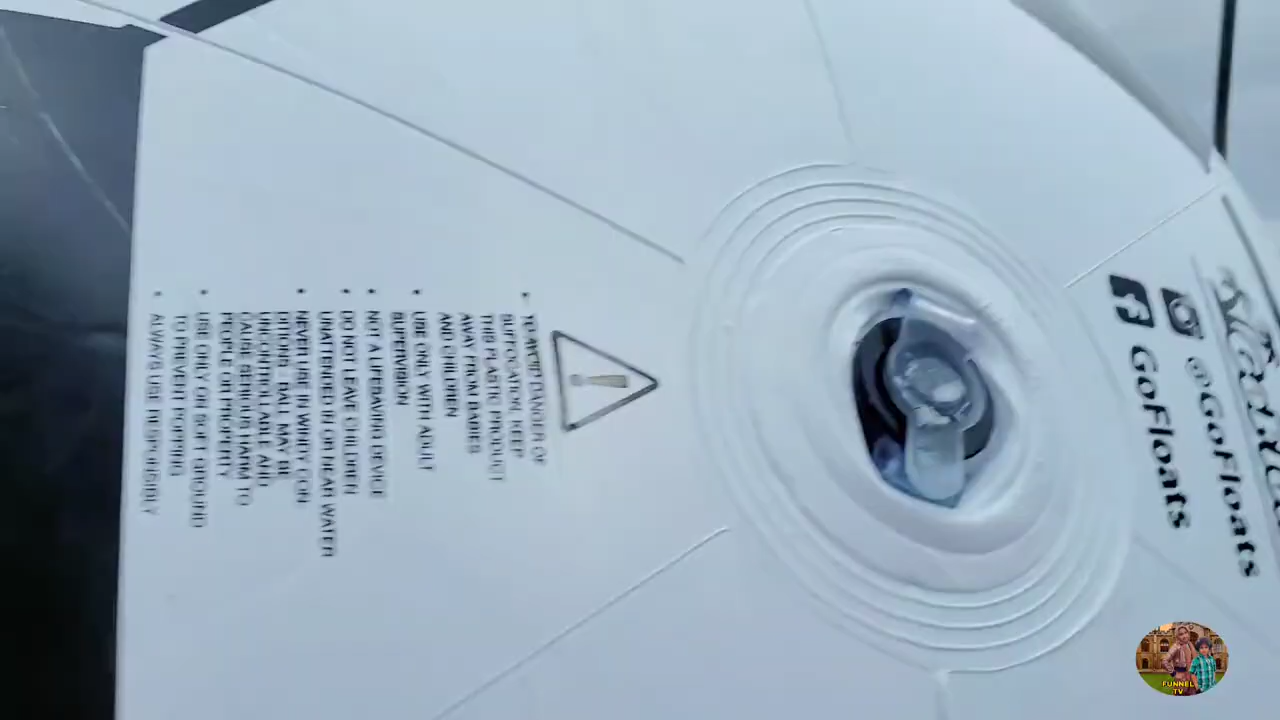 TO AVOID DANGER OF
SUFFOCATION, KEEP
THIS PLASTIC PRODUCT
AWAY FROM BABIES
AND CHILDREN
• USE ONLY WITH ADULT
SUPERVISION
• NOT A LIFESAVING DEVICE
• DO NOT LEAVE CHILDREN
UNATTENDED IN OR NEAR WATER
• NEVER USE IN WINDY CON
DITIONS. BALL MAY BE
UNCONTROLLABLE AND
CAUSE SERIOUS HARM TO
PEOPLE OR PROPERTY
• USE ONLY ON SOFT GROUND
TO PREVENT POPPING
• ALWAYS USE RESPONSIBLY
@GoFloats
GoFloats
FUNNEL
TV